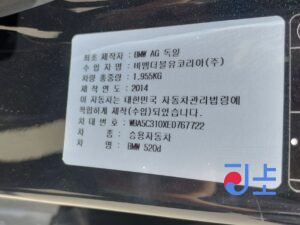 최초 제작자 : BMW AG 독일
수 입 자 명 : 비엠더블유코리아(주)
차량 총중량 : 1,955KG
제 작 연 도 : 2014
이 자동차는 대한민국 자동차관리법령에
적합하게 제작(수입)되었습니다.
차 대 번 호 : WBA5C310XED767722
차 종 : 승용자동차
차 명 : BMW 520d